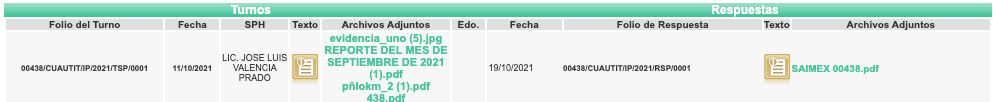 Turnos Respuestas
Folio del Turno Fecha SPH Texto Archivos Adjuntos Edo. Fecha Folio de Respuesta Texto Archivos Adjuntos
00438/CUAUTIT/IP/2021/TSP/0001 11/10/2021 LIC. JOSE LUIS VALENCIA PRADO
evidencia_uno (5).jpg
REPORTE DEL MES DE
SEPTIEMBRE DE 2021
(1).pdf
pñlokm_2 (1).pdf
438.pdf
19/10/2021 00438/CUAUTIT/IP/2021/RSP/0001 SAIMEX 00438.pdf